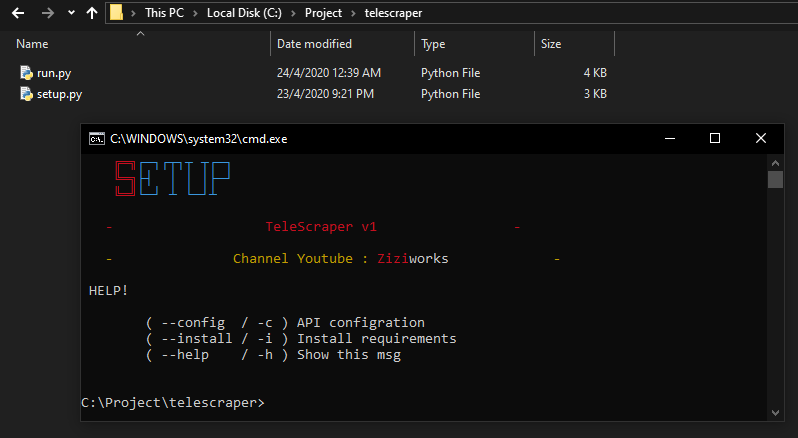 This PC > Local Disk (C:) > Project > telescraper
Name Date modified Type Size
run.py 24/4/2020 12:39 AM Python File 4 KB
setup.py 23/4/2020 9:21 PM Python File 3 KB
C:\WINDOWS\system32\cmd.exe
SETUP
- TeleScraper v1 -
- Channel Youtube : Ziziworks -
HELP!
( --config / -c ) API configration
( --install / -i ) Install requirements
( --help / -h ) Show this msg
C:\Project\telescraper>